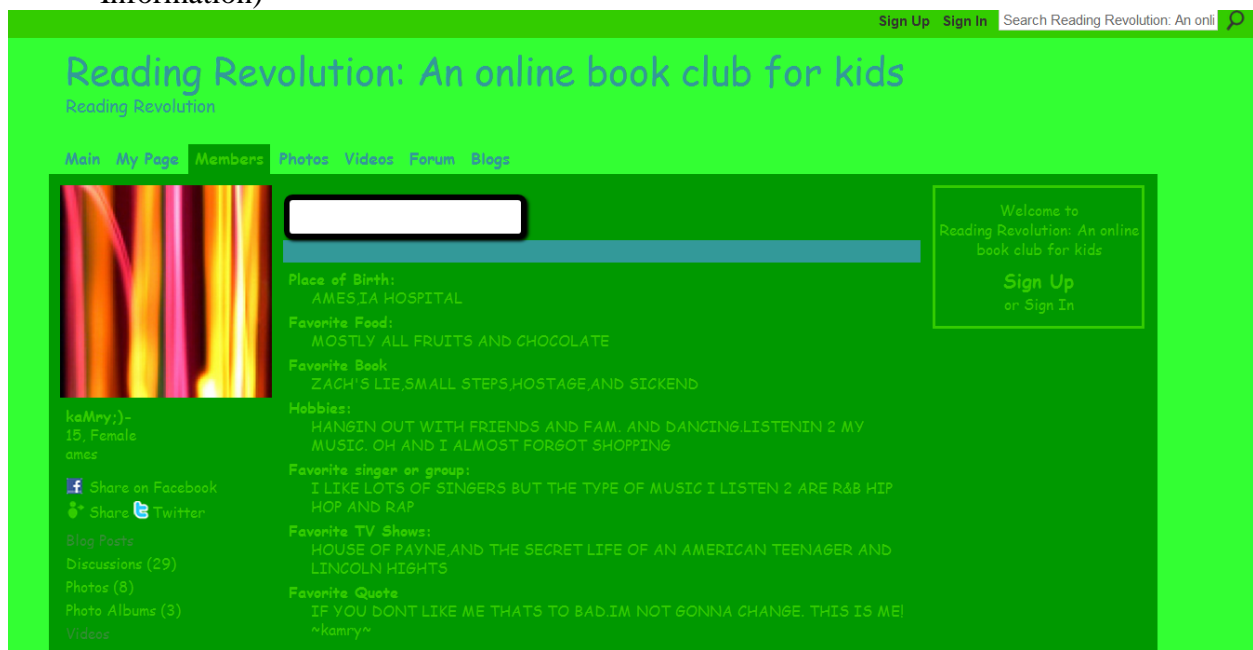 Information)
Sign Up Sign In Search Reading Revolution: An onli
Reading Revolution: An online book club for kids
Reading Revolution
Main My Page Members Photos Videos Forum Blogs
Welcome to
Reading Revolution: An online
book club for kids
Sign Up
or Sign In
Place of Birth:
AMES,IA HOSPITAL
Favorite Food:
MOSTLY ALL FRUITS AND CHOCOLATE
Favorite Book
ZACH'S LIE,SMALL STEPS,HOSTAGE,AND SICKEND
Hobbies:
HANGIN OUT WITH FRIENDS AND FAM. AND DANCING.LISTENIN 2 MY
MUSIC. OH AND I ALMOST FORGOT SHOPPING
Favorite singer or group:
I LIKE LOTS OF SINGERS BUT THE TYPE OF MUSIC I LISTEN 2 ARE R&B HIP
HOP AND RAP
Favorite TV Shows:
HOUSE OF PAYNE,AND THE SECRET LIFE OF AN AMERICAN TEENAGER AND
LINCOLN HIGHTS
Favorite Quote
IF YOU DONT LIKE ME THATS TO BAD.IM NOT GONNA CHANGE. THIS IS ME!
~kamry~
kaMry;)~
15, Female
ames
Share on Facebook
Share Twitter
Blog Posts
Discussions (29)
Photos (8)
Photo Albums (3)
Videos